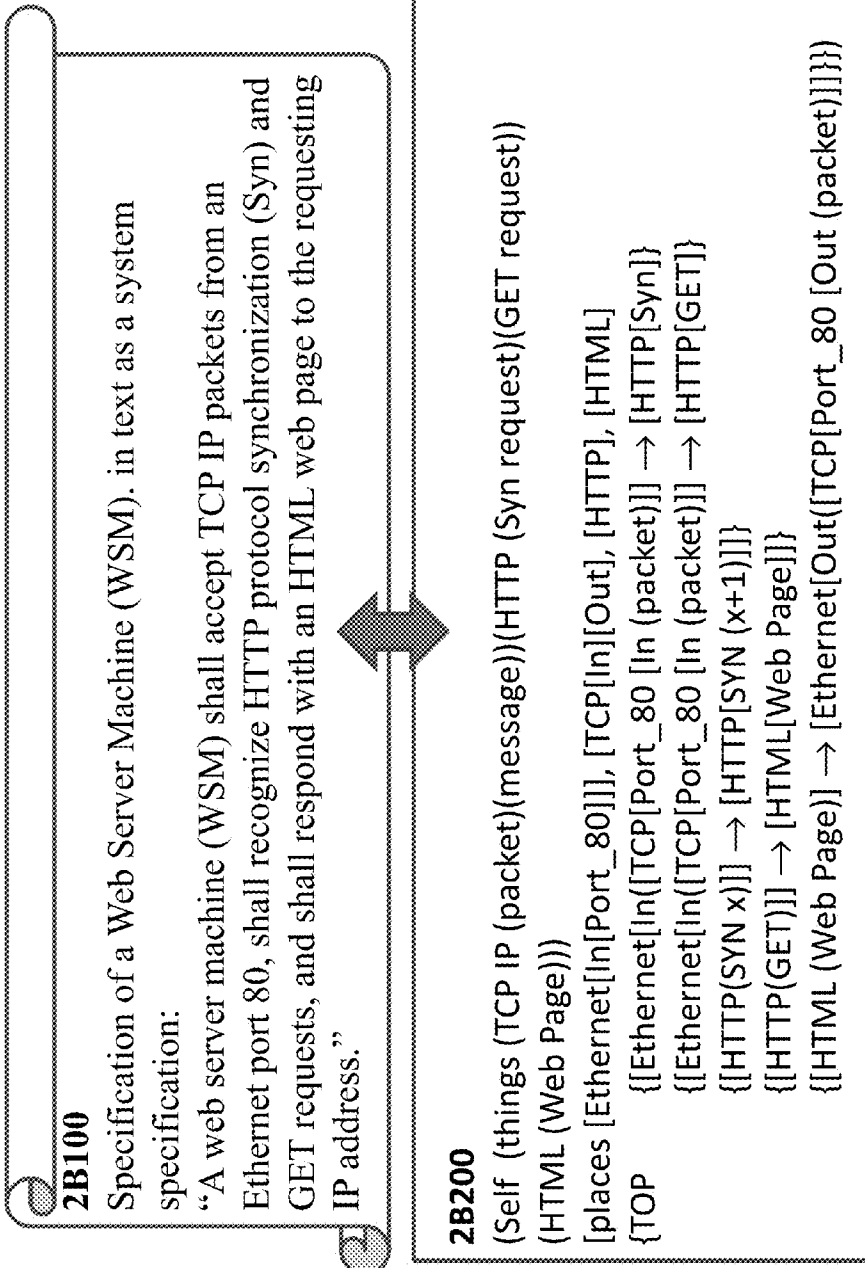 2B100
Specification of a Web Server Machine (WSM). in text as a system
specification:
“A web server machine (WSM) shall accept TCP IP packets from an
Ethernet port 80, shall recognize HTTP protocol synchronization (Syn) and
GET requests, and shall respond with an HTML web page to the requesting
IP address.”
2B200
(Self (things (TCP IP (packet)(message))(HTTP (Syn request)(GET request))
(HTML (Web Page)))
[places [Ethernet[In[Port_80]]], [TCP[In][Out], [HTTP], [HTML]
{TOP {[Ethernet[In([TCP[Port_80 [In (packet)]] → [HTTP[Syn]}
{[Ethernet[In([TCP[Port_80 [In (packet)]] → [HTTP[GET]}
{[HTTP(SYN x)]] → [HTTP[SYN (x+1)]]}
{[HTTP(GET)]] → [HTML[Web Page]]}
{[HTML (Web Page)] → [Ethernet[Out([TCP[Port_80 [Out (packet)]]}})